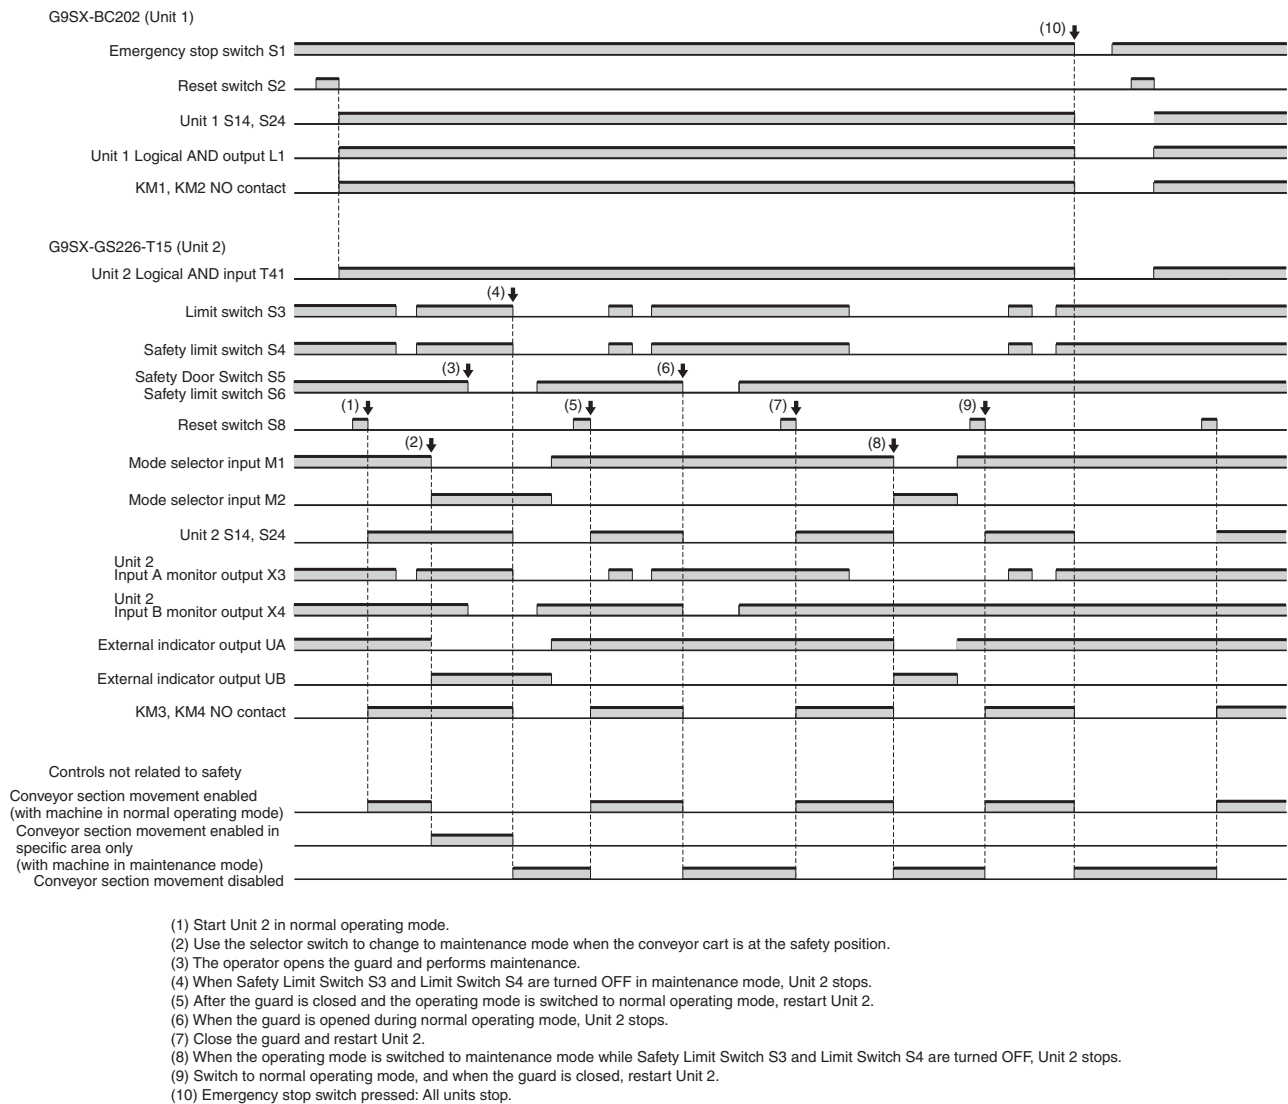 G9SX-BC202 (Unit 1)
(10)
Emergency stop switch S1
Reset switch S2
Unit 1 S14, S24
Unit 1 Logical AND output L1
KM1, KM2 NO contact
G9SX-GS226-T15 (Unit 2)
Unit 2 Logical AND input T41
(4)
Limit switch S3
Safety limit switch S4
(3)
(6)
Safety Door Switch S5
Safety limit switch S6
(1)
(5)
(7)
(9)
Reset switch S8
(2)
(8)
Mode selector input M1
Mode selector input M2
Unit 2 S14, S24
Unit 2
Input A monitor output X3
Unit 2
Input B monitor output X4
External indicator output UA
External indicator output UB
KM3, KM4 NO contact
Controls not related to safety
Conveyor section movement enabled
(with machine in normal operating mode)
Conveyor section movement enabled in
specific area only
(with machine in maintenance mode)
Conveyor section movement disabled
(1) Start Unit 2 in normal operating mode.
(2) Use the selector switch to change to maintenance mode when the conveyor cart is at the safety position.
(3) The operator opens the guard and performs maintenance.
(4) When Safety Limit Switch S3 and Limit Switch S4 are turned OFF in maintenance mode, Unit 2 stops.
(5) After the guard is closed and the operating mode is switched to normal operating mode, restart Unit 2.
(6) When the guard is opened during normal operating mode, Unit 2 stops.
(7) Close the guard and restart Unit 2.
(8) When the operating mode is switched to maintenance mode while Safety Limit Switch S3 and Limit Switch S4 are turned OFF, Unit 2 stops.
(9) Switch to normal operating mode, and when the guard is closed, restart Unit 2.
(10) Emergency stop switch pressed: All units stop.